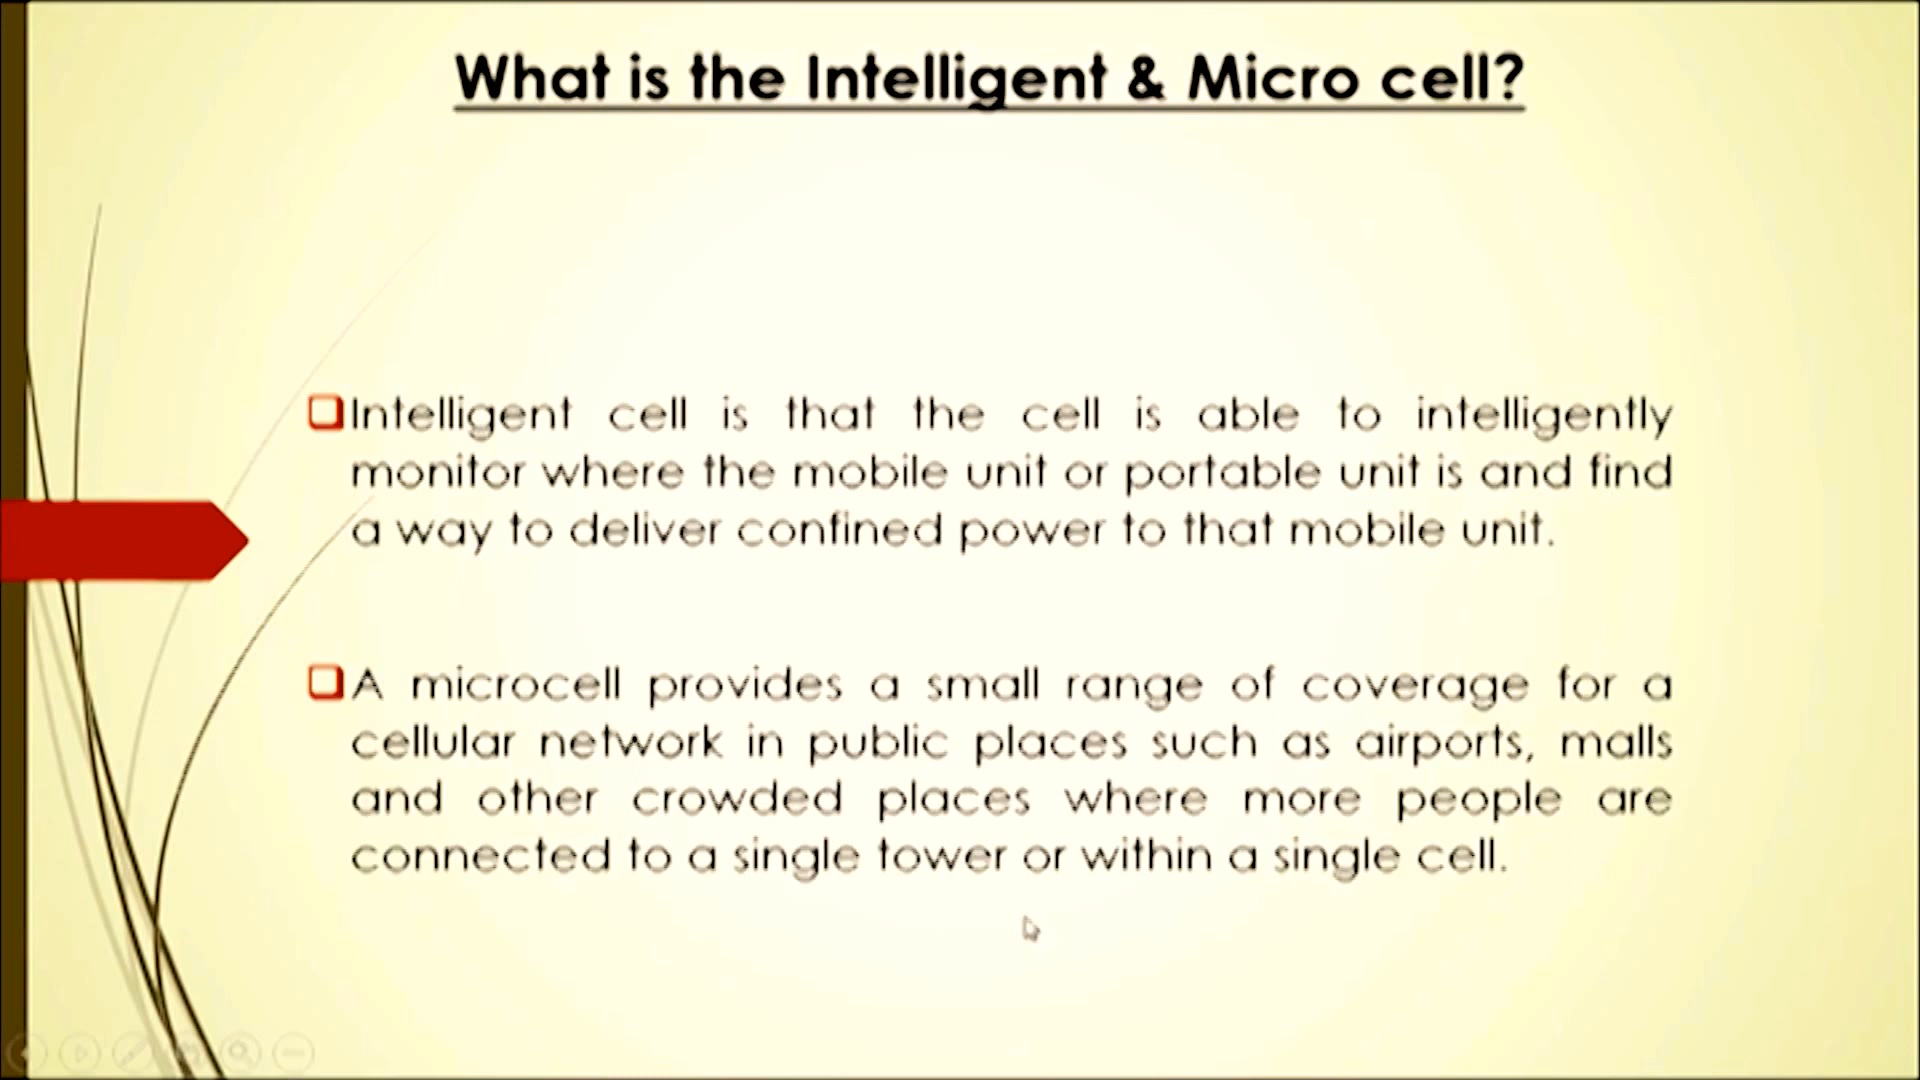 What is the Intelligent & Micro cell?
Intelligent cell is that the cell is able to intelligently
monitor where the mobile unit or portable unit is and find
a way to deliver confined power to that mobile unit.
A microcell provides a small range of coverage for a
cellular network in public places such as airports, malls
and other crowded places where more people are
connected to a single tower or within a single cell.